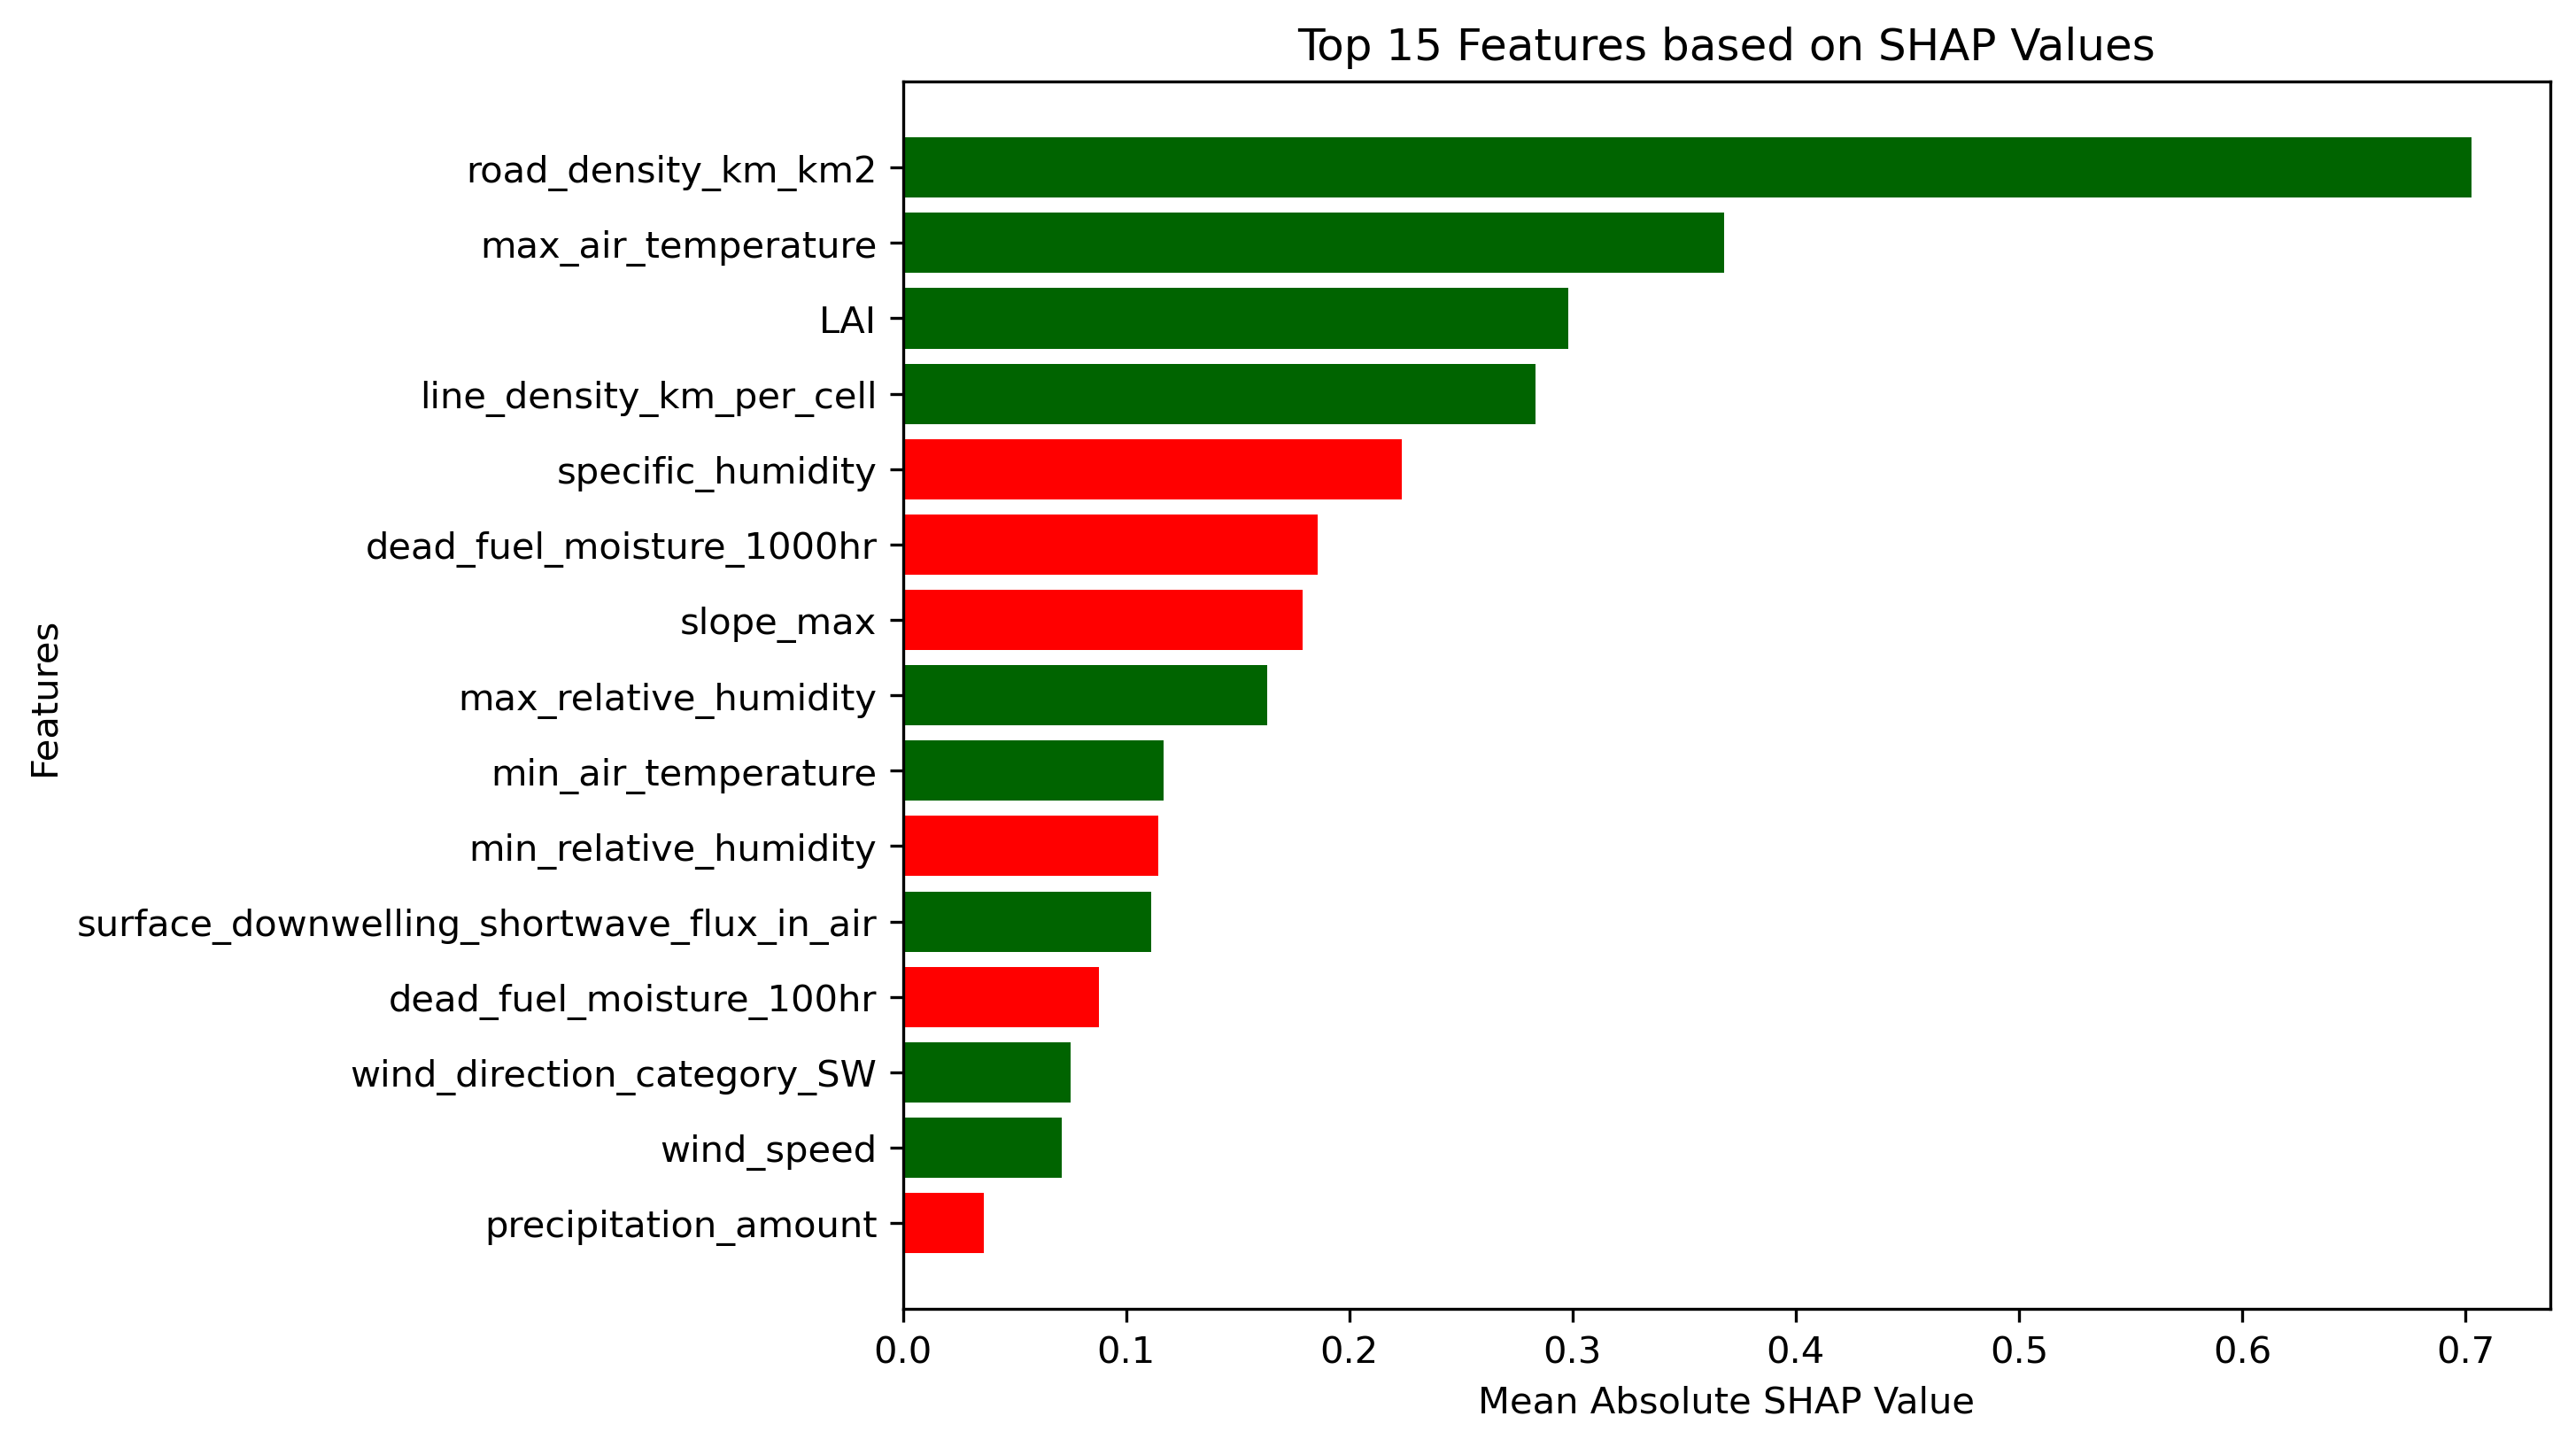 Top 15 Features based on SHAP Values
Features
road_density_km_km2
max_air_temperature
LAI
line_density_km_per_cell
specific_humidity
dead_fuel_moisture_1000hr
slope_max
max_relative_humidity
min_air_temperature
min_relative_humidity
surface_downwelling_shortwave_flux_in_air
dead_fuel_moisture_100hr
wind_direction_category_SW
wind_speed
precipitation_amount
0.0 0.1 0.2 0.3 0.4 0.5 0.6 0.7
Mean Absolute SHAP Value